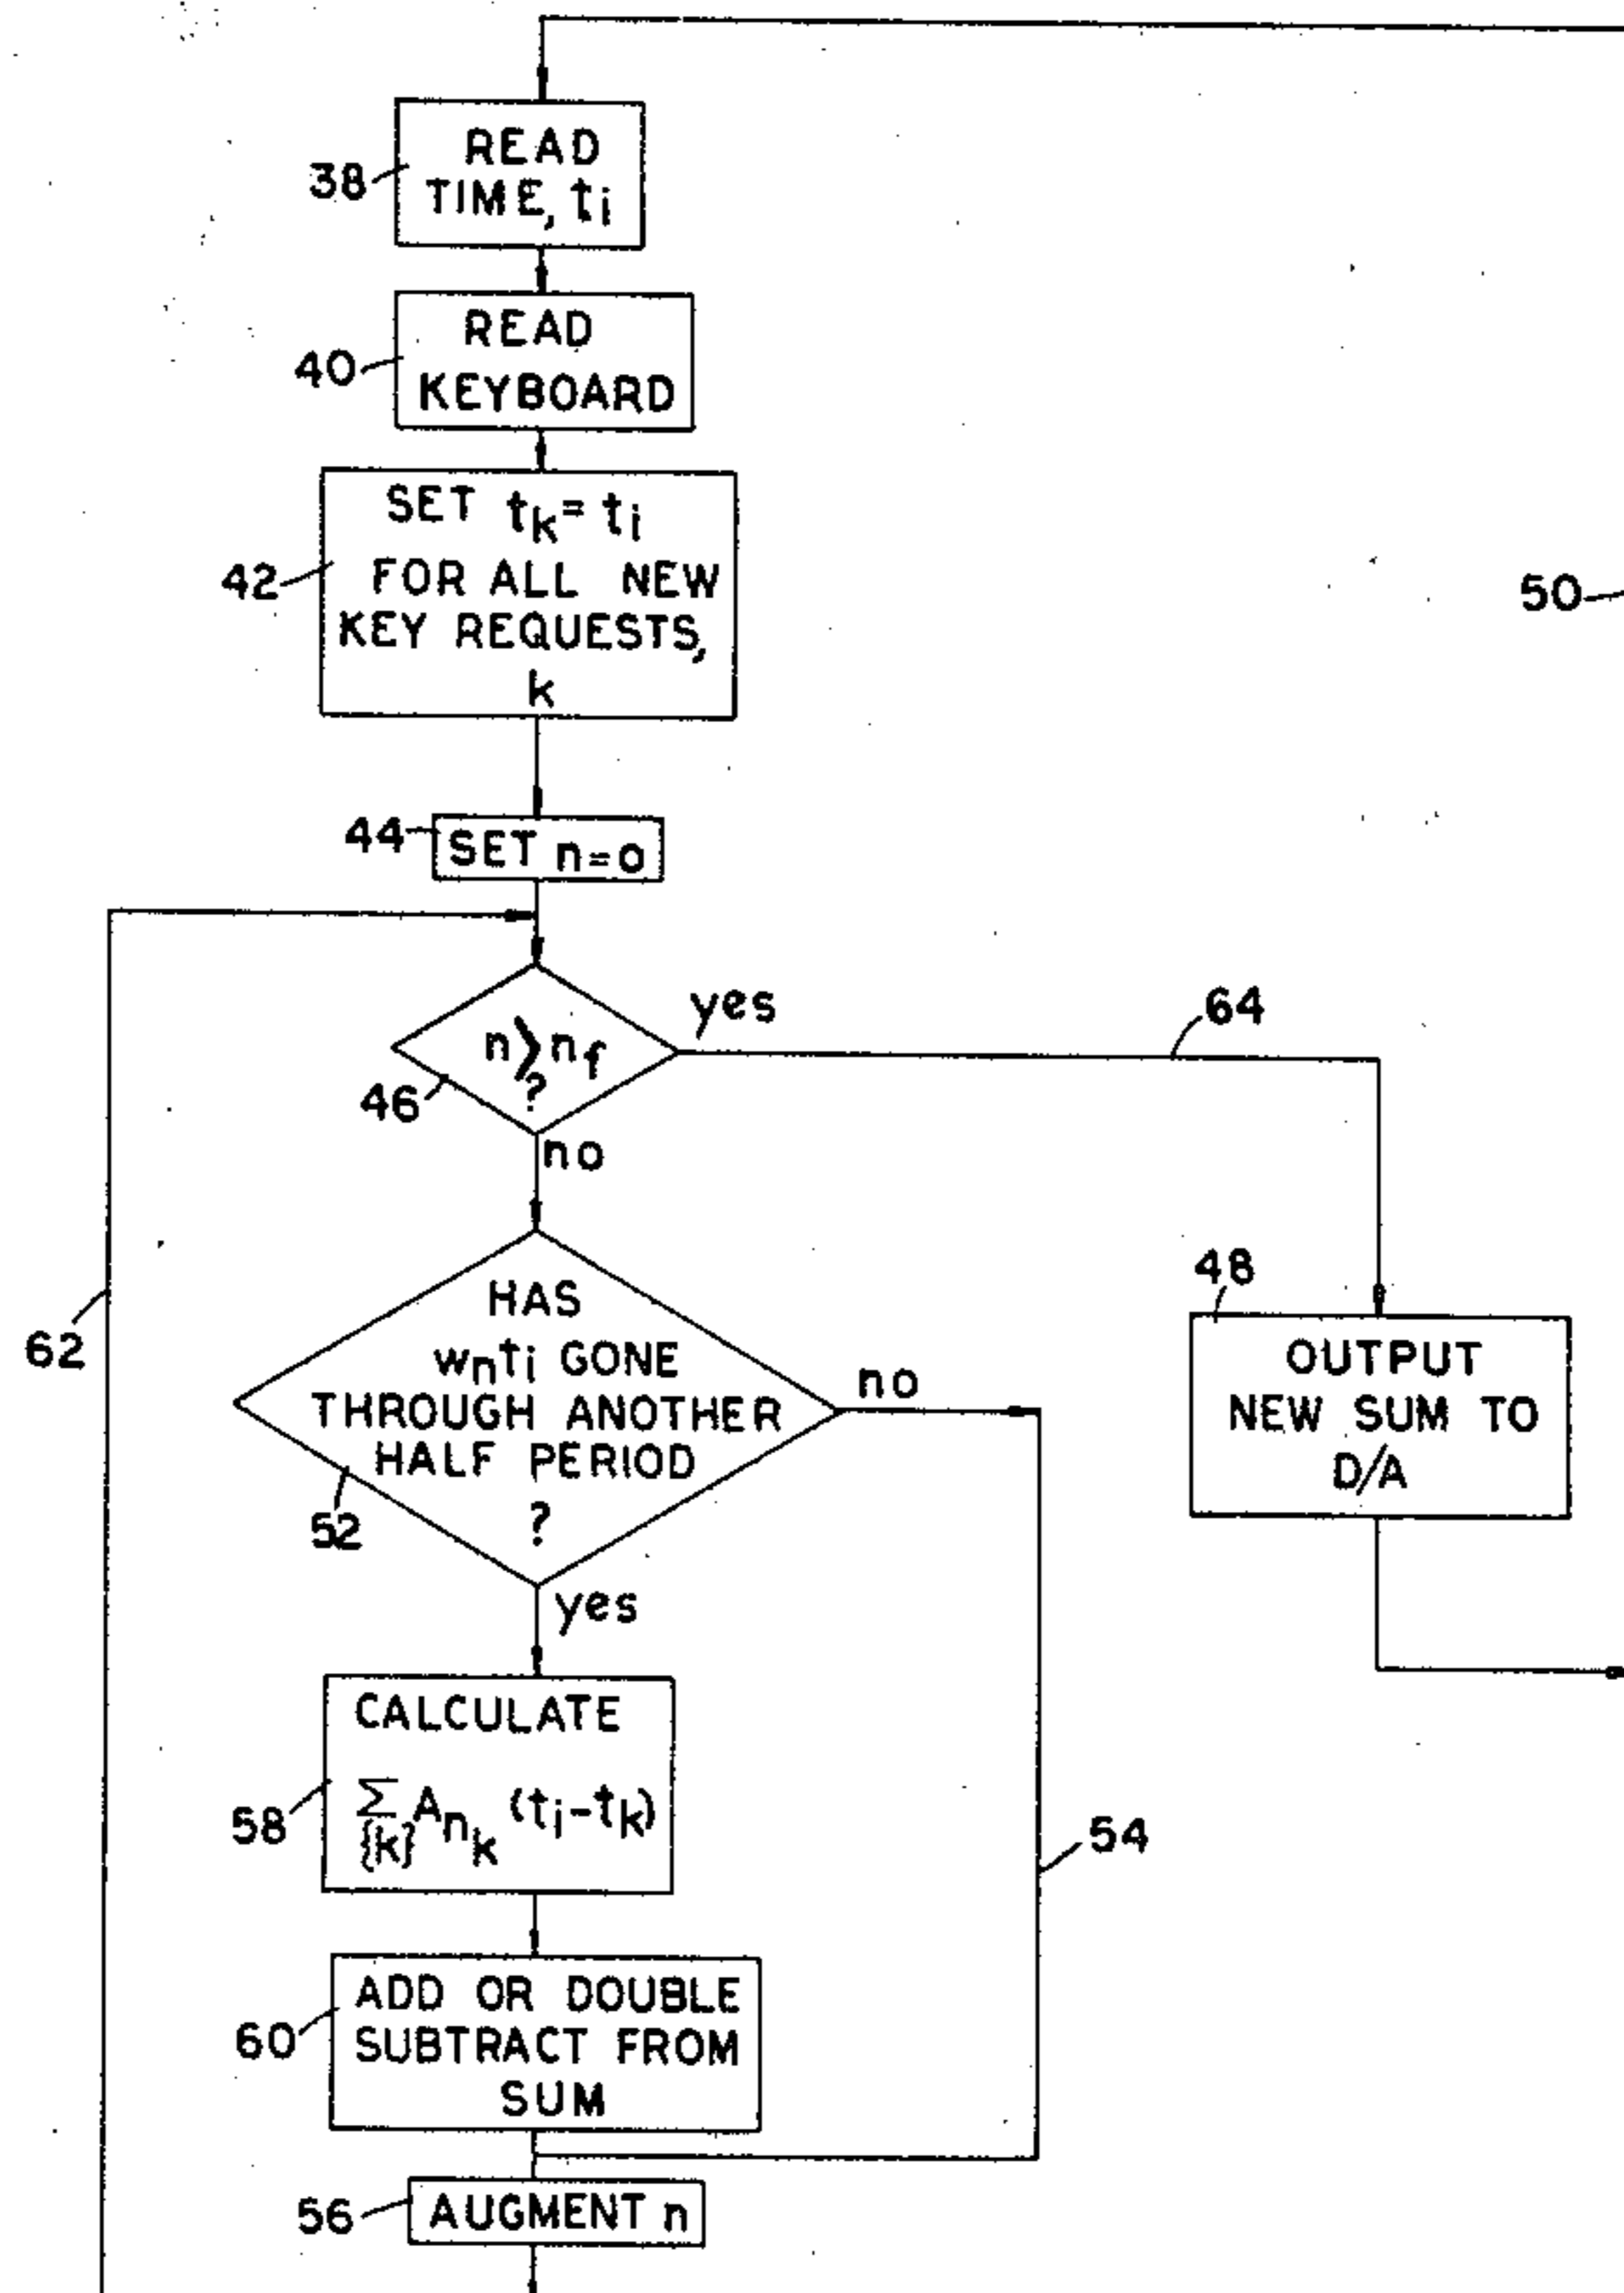 38
READ
TIME, ti
40
READ
KEYBOARD
42
SET tk = ti
FOR ALL NEW
KEY REQUESTS,
k
50
44
SET n=o
yes
64
n > nf
?
46
no
62
HAS
wnti GONE
THROUGH ANOTHER
HALF PERIOD
?
52
no
yes
48
OUTPUT
NEW SUM TO
D/A
58
CALCULATE
Σ Ank (ti-tk)
{k}
54
60
ADD OR DOUBLE
SUBTRACT FROM
SUM
56
AUGMENT n